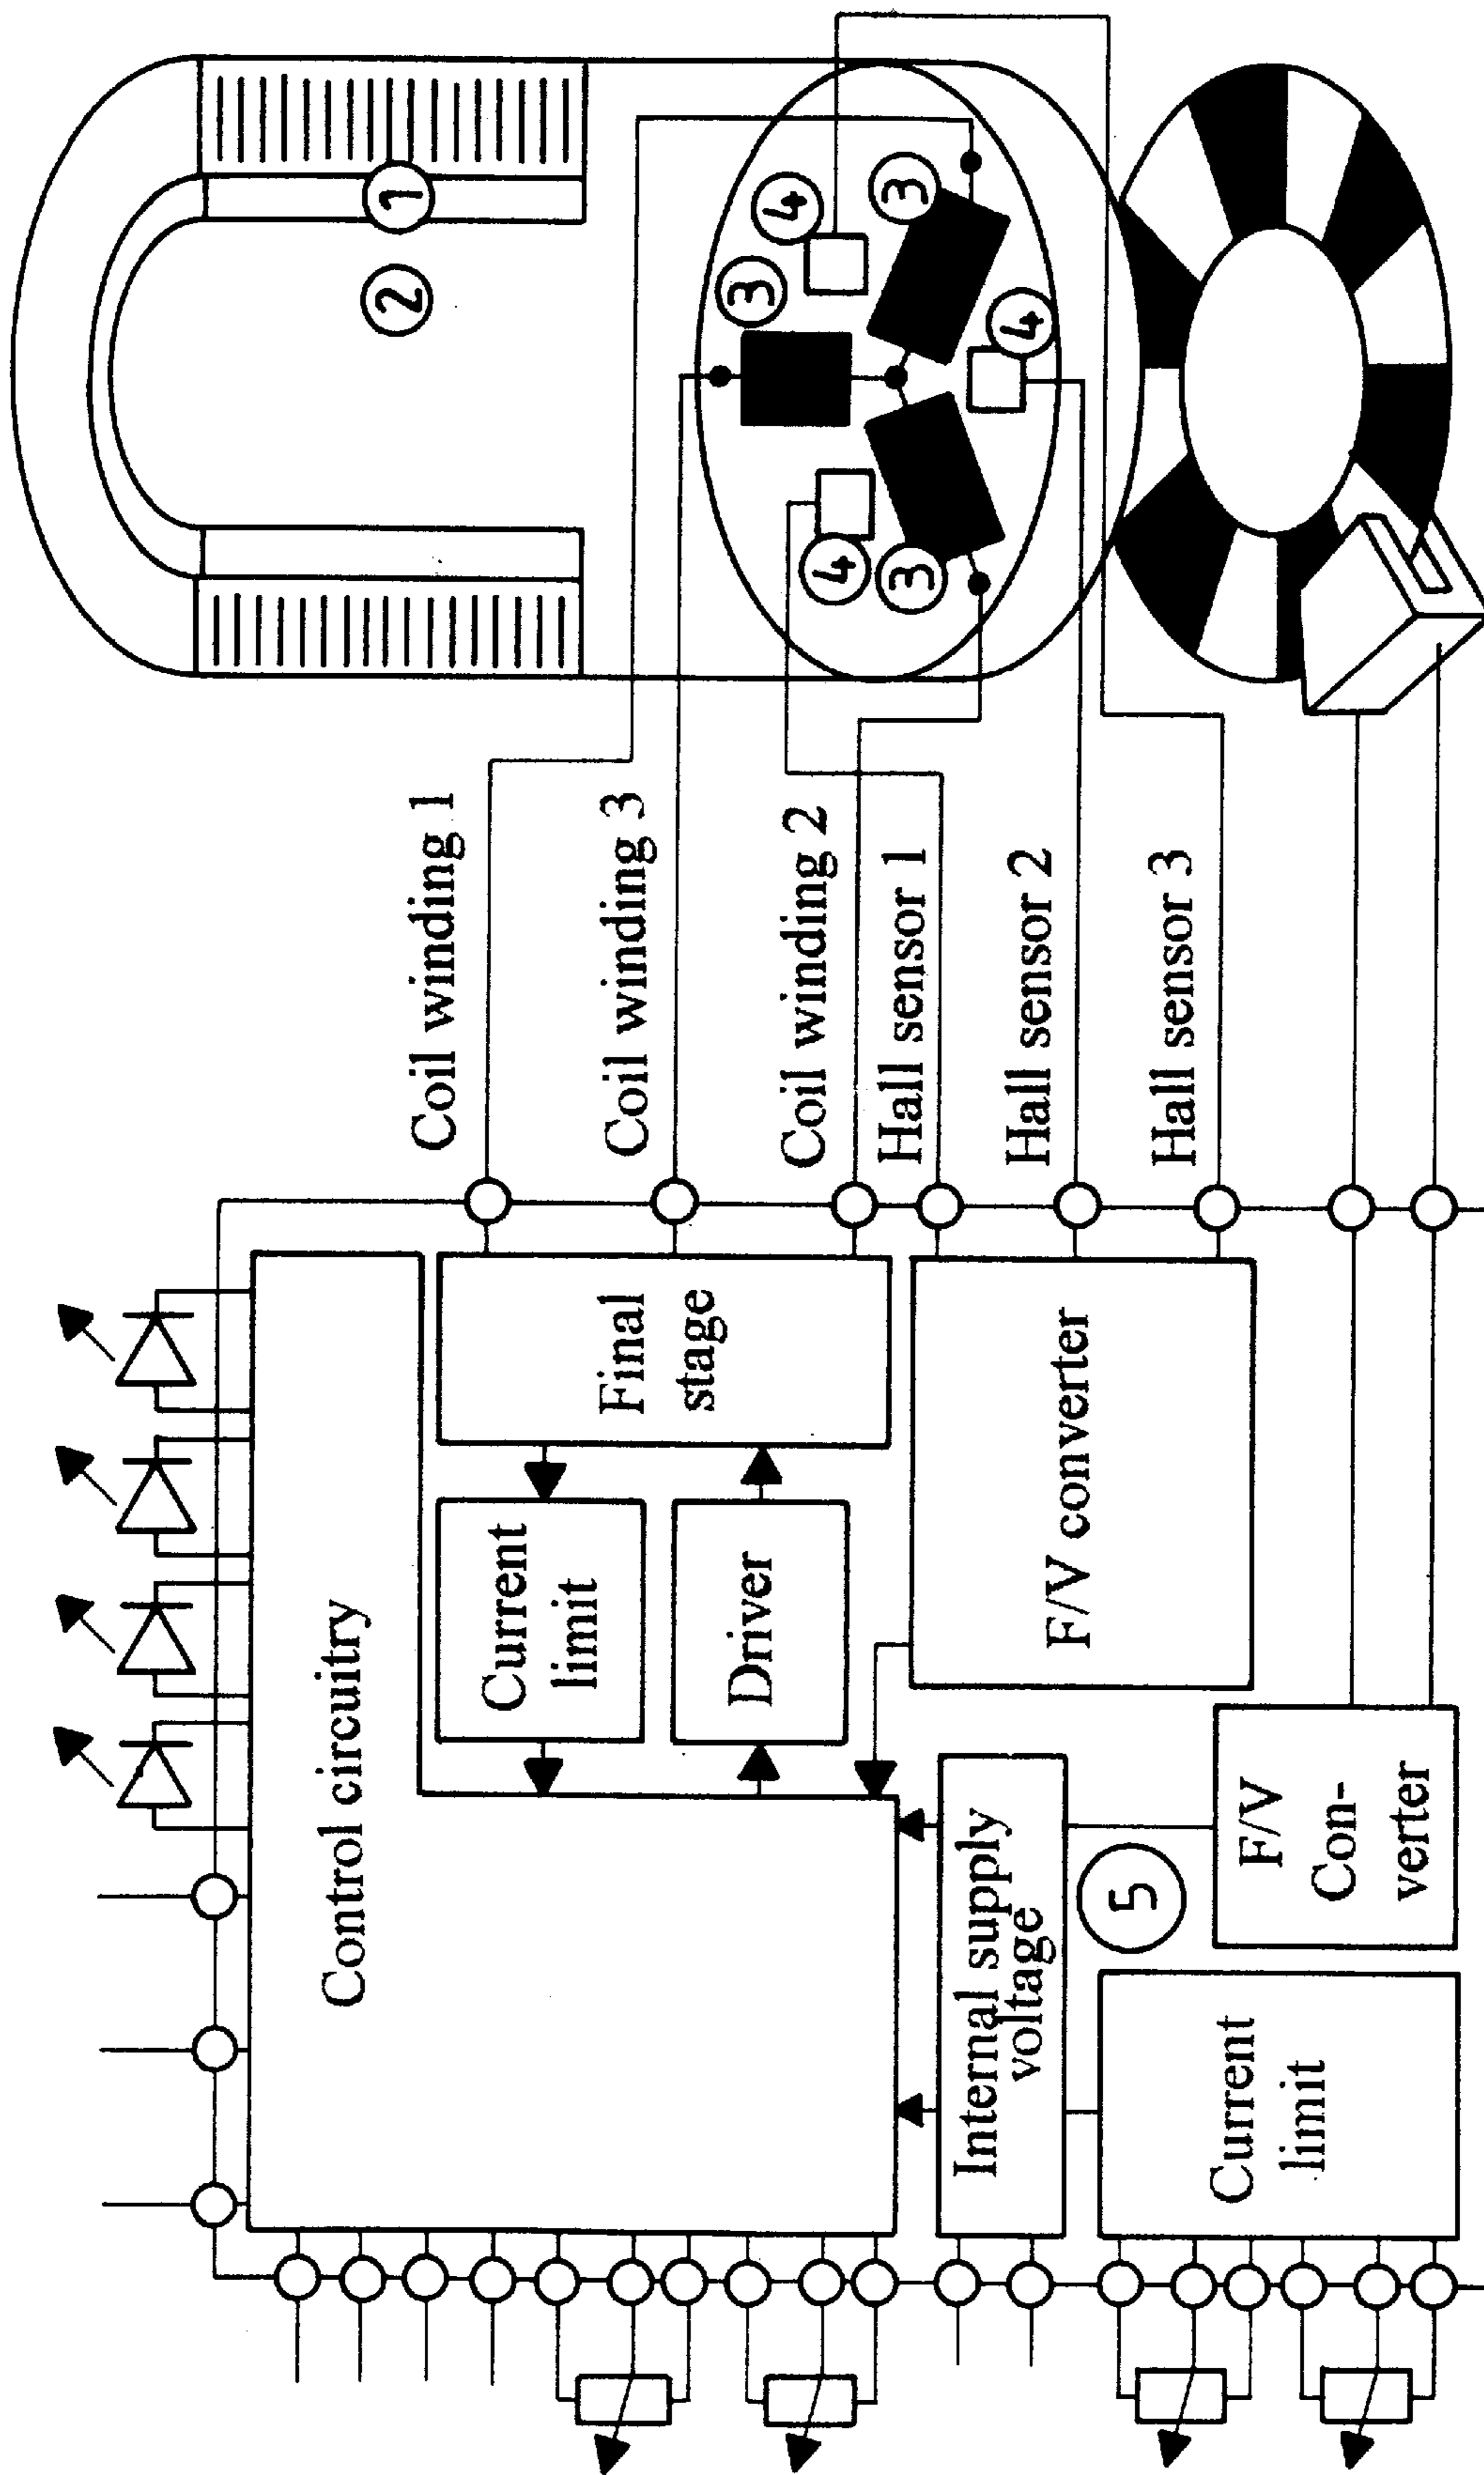 Control circuitry
Current
limit
Final
stage
Driver
F/V converter
Internal supply
voltage
5
F/V
Con-
verter
Current
limit
Coil winding 1
Coil winding 3
Coil winding 2
Hall sensor 1
Hall sensor 2
Hall sensor 3
1
2
3
4
3
4
3
4